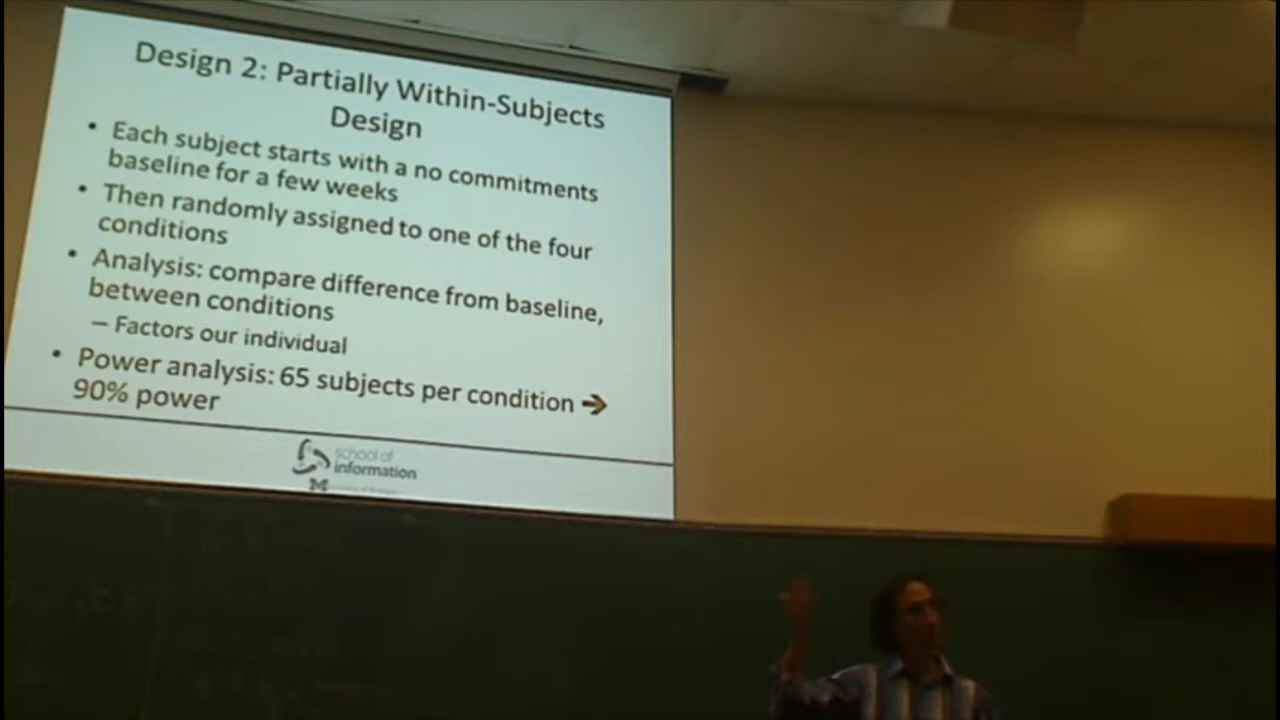 Design 2: Partially Within-Subjects
Design
• Each subject starts with a no commitments
baseline for a few weeks
• Then randomly assigned to one of the four
conditions
• Analysis: compare difference from baseline,
between conditions
– Factors our individual
• Power analysis: 65 subjects per condition ➔
90% power
school of
information
M